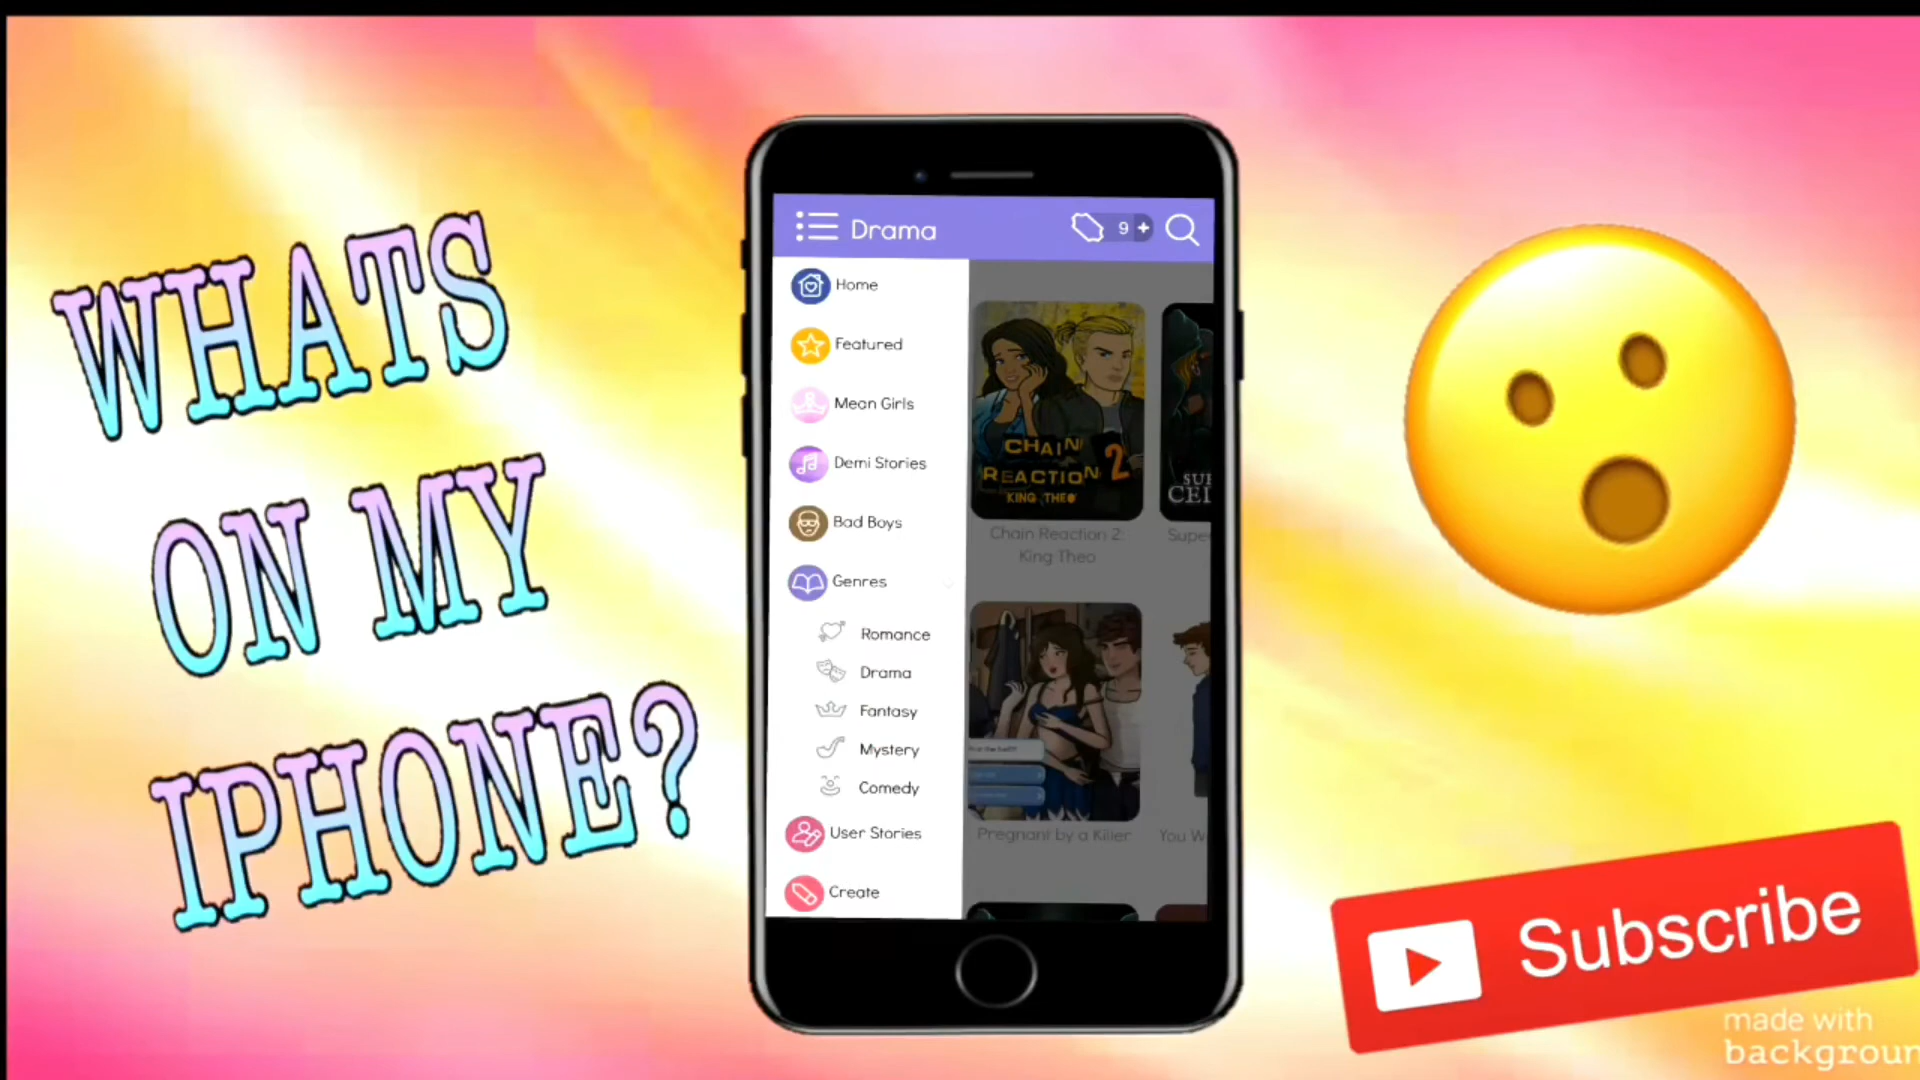 WHATS
ON MY
IPHONE?
Drama
9 +
Home
Featured
Mean Girls
Demi Stories
Bad Boys
Genres
Romance
Drama
Fantasy
Mystery
Comedy
User Stories
Create
CHAIN
REACTION 2
KING THEO
Chain Reaction 2:
King Theo
Pregnant by a Killer
You W
Subscribe
made with
backgroun